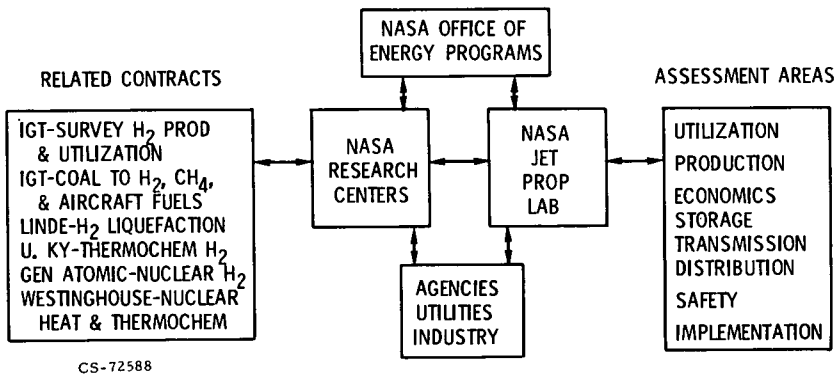 NASA OFFICE OF
ENERGY PROGRAMS
RELATED CONTRACTS
IGT-SURVEY H2 PROD
& UTILIZATION
IGT-COAL TO H2, CH4,
& AIRCRAFT FUELS
LINDE-H2 LIQUEFACTION
U. KY-THERMOCHEM H2
GEN ATOMIC-NUCLEAR H2
WESTINGHOUSE-NUCLEAR
HEAT & THERMOCHEM
NASA
RESEARCH
CENTERS
NASA
JET
PROP
LAB
AGENCIES
UTILITIES
INDUSTRY
ASSESSMENT AREAS
UTILIZATION
PRODUCTION
ECONOMICS
STORAGE
TRANSMISSION
DISTRIBUTION
SAFETY
IMPLEMENTATION
CS-72588